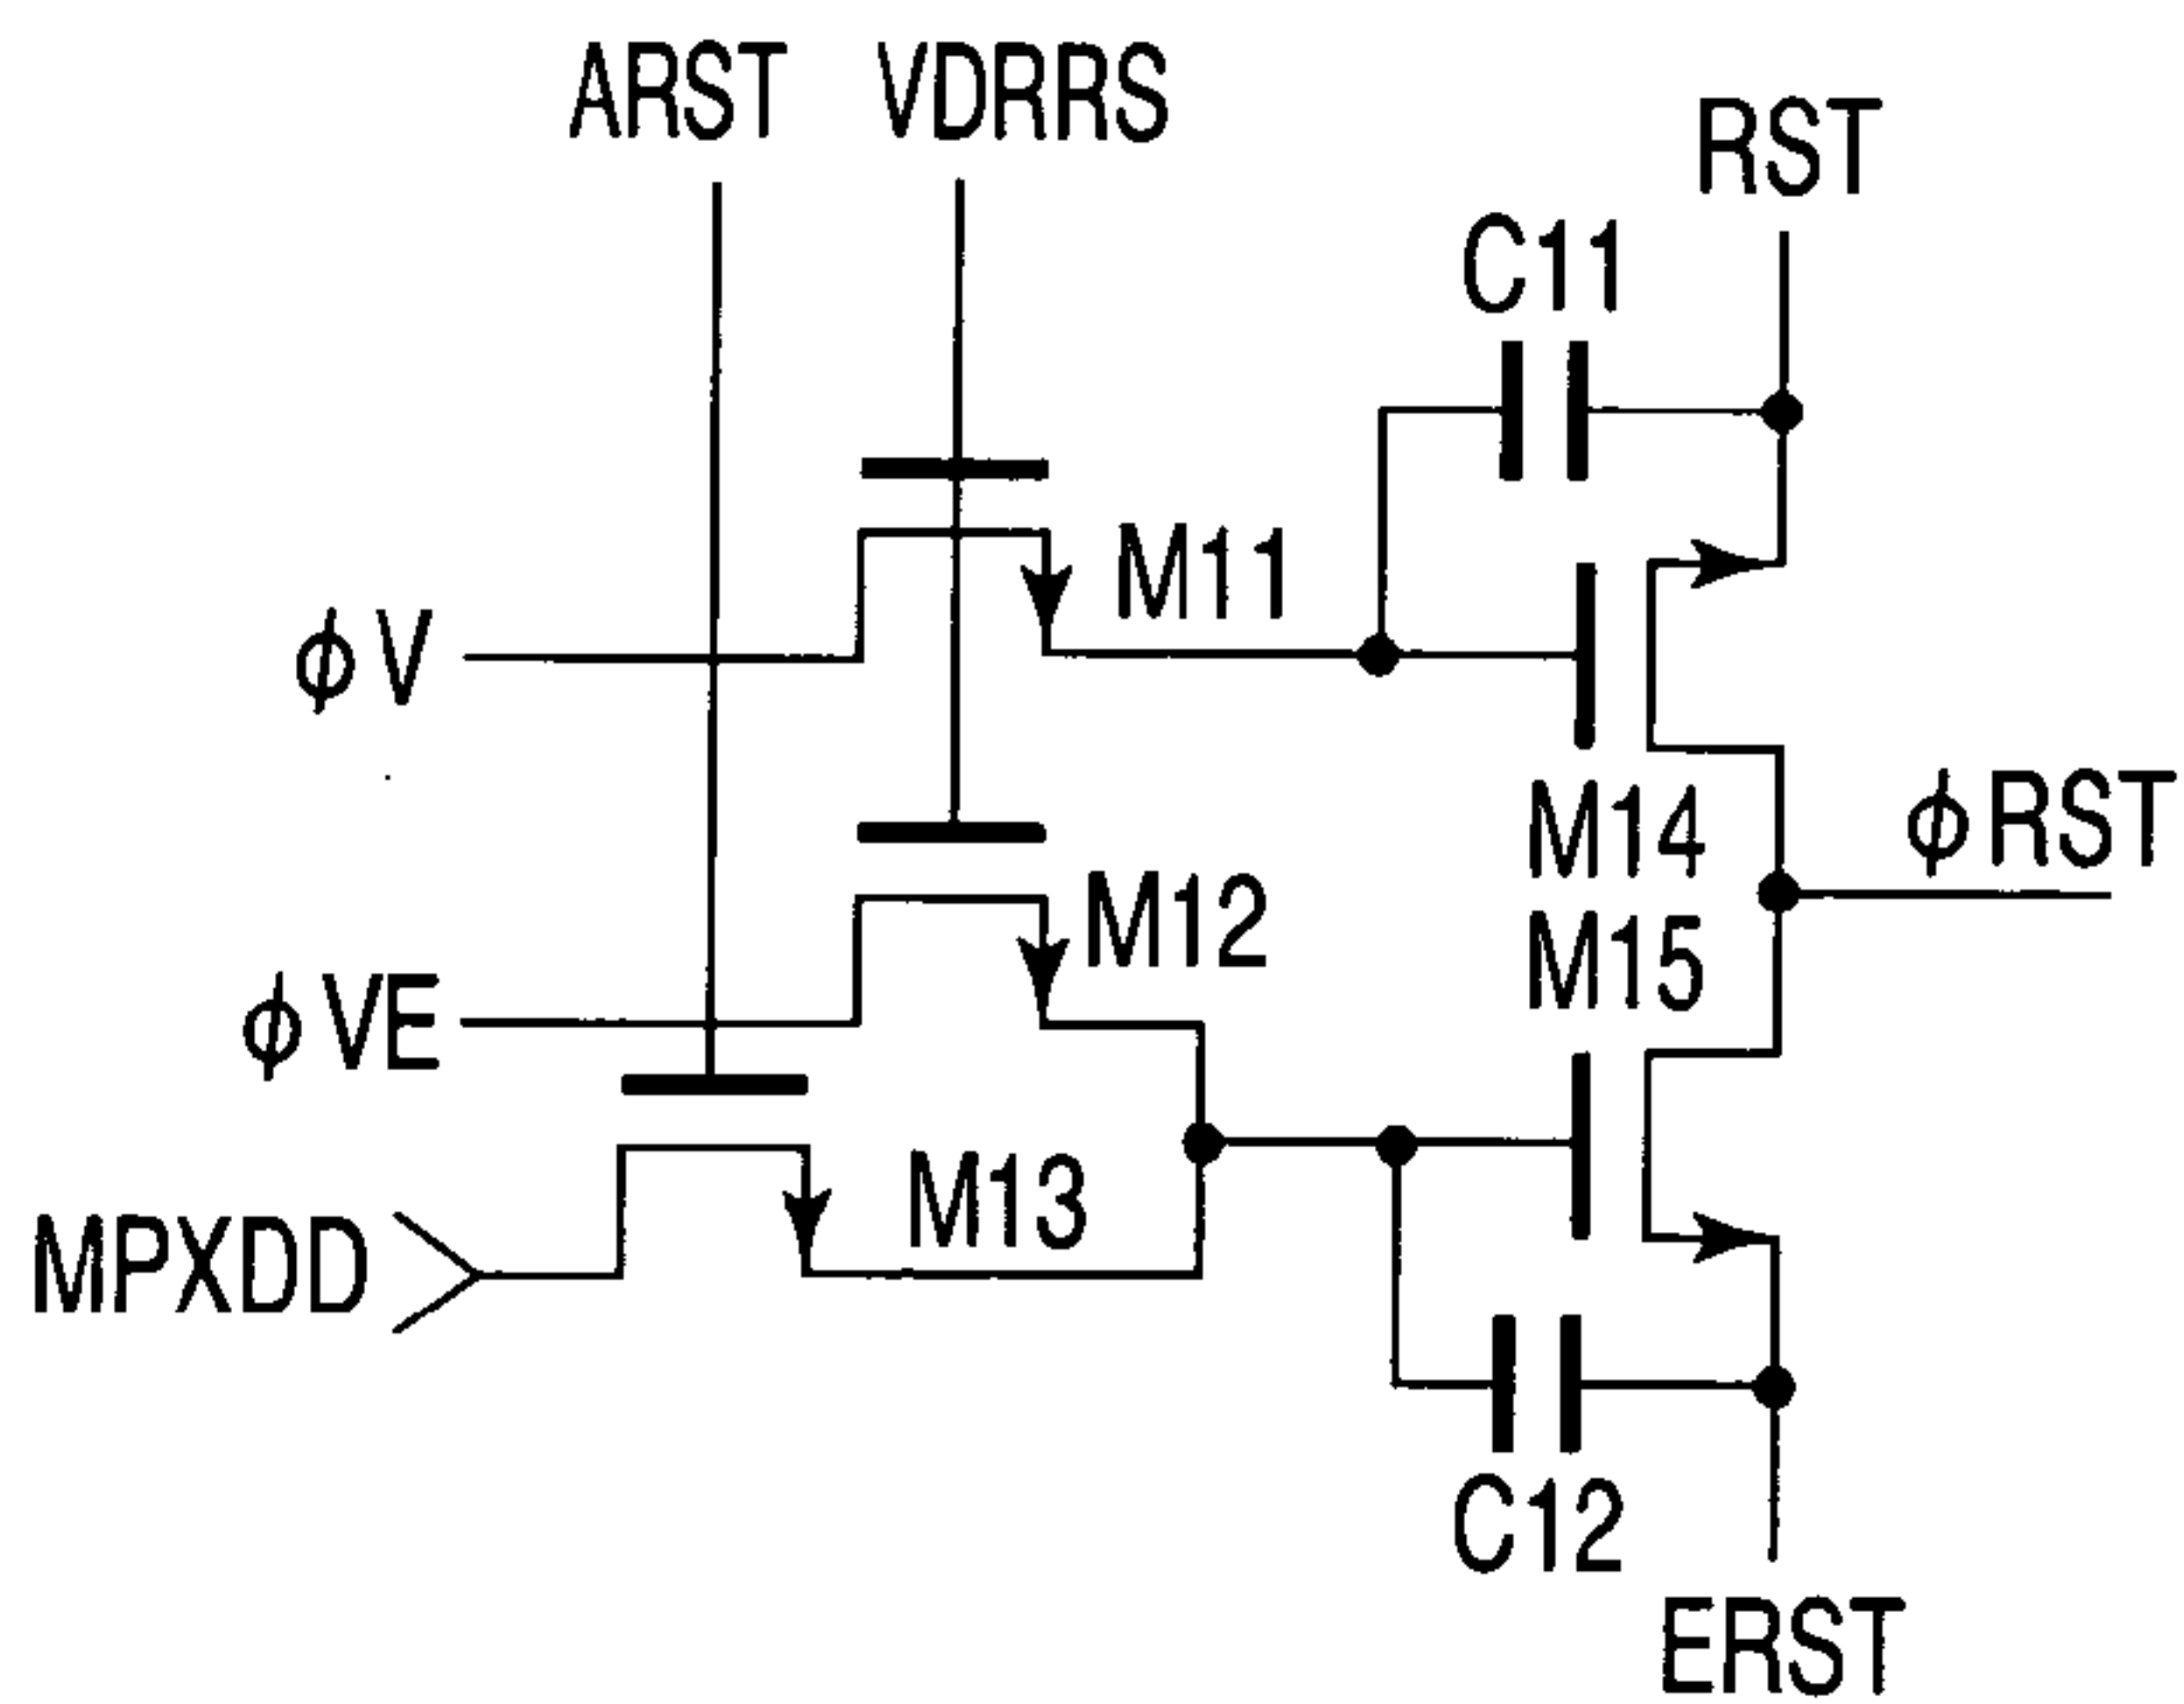 ARST VDRRS
RST
C11
M11
ϕV
M14
ϕRST
M12
M15
ϕVE
M13
MPXDD
C12
ERST